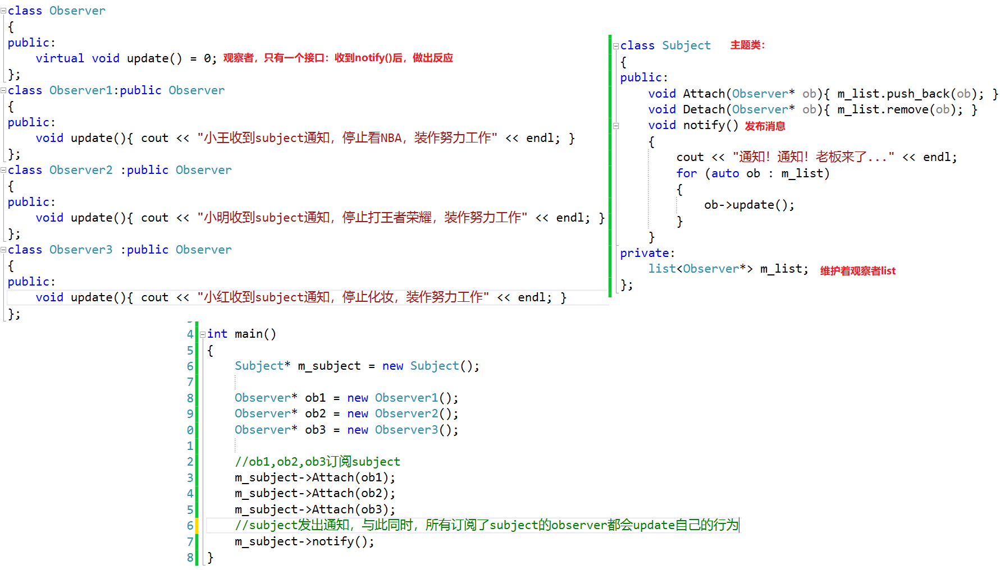 class Observer
{
public:
    virtual void update() = 0; 观察者，只有一个接口：收到notify()后，做出反应
};
class Observer1:public Observer
{
public:
    void update(){ cout << "小王收到subject通知，停止看NBA，装作努力工作" << endl; }
};
class Observer2 :public Observer
{
public:
    void update(){ cout << "小明收到subject通知，停止打王者荣耀，装作努力工作" << endl; }
};
class Observer3 :public Observer
{
public:
    void update(){ cout << "小红收到subject通知，停止化妆，装作努力工作" << endl; }
};
class Subject 主题类：
{
public:
    void Attach(Observer* ob){ m_list.push_back(ob); }
    void Detach(Observer* ob){ m_list.remove(ob); }
    void notify() 发布消息
    {
        cout << "通知！通知！老板来了..." << endl;
        for (auto ob : m_list)
        {
            ob->update();
        }
    }
private:
    list<Observer*> m_list; 维护着观察者list
};
4 int main()
5 {
6     Subject* m_subject = new Subject();
7
8     Observer* ob1 = new Observer1();
9     Observer* ob2 = new Observer2();
0     Observer* ob3 = new Observer3();
1
2     //ob1,ob2,ob3订阅subject
3     m_subject->Attach(ob1);
4     m_subject->Attach(ob2);
5     m_subject->Attach(ob3);
6     //subject发出通知，与此同时，所有订阅了subject的observer都会update自己的行为
7     m_subject->notify();
8 }